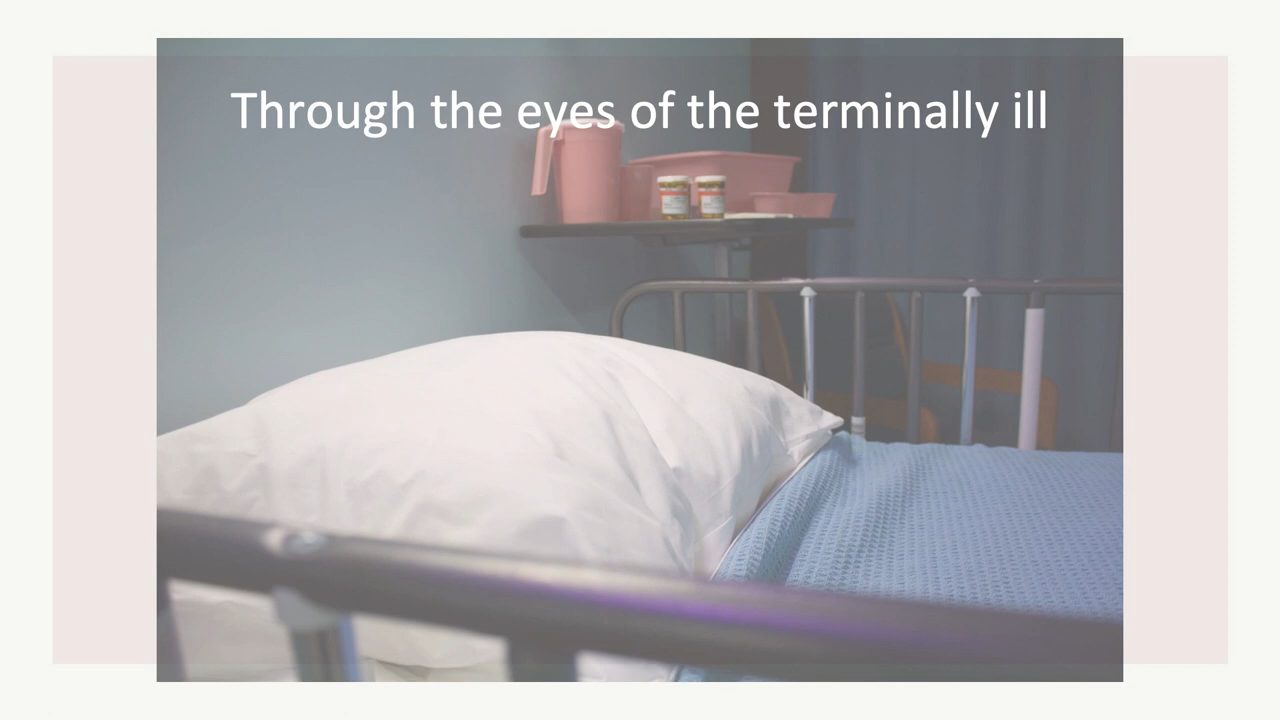 Through the eyes of the terminally ill